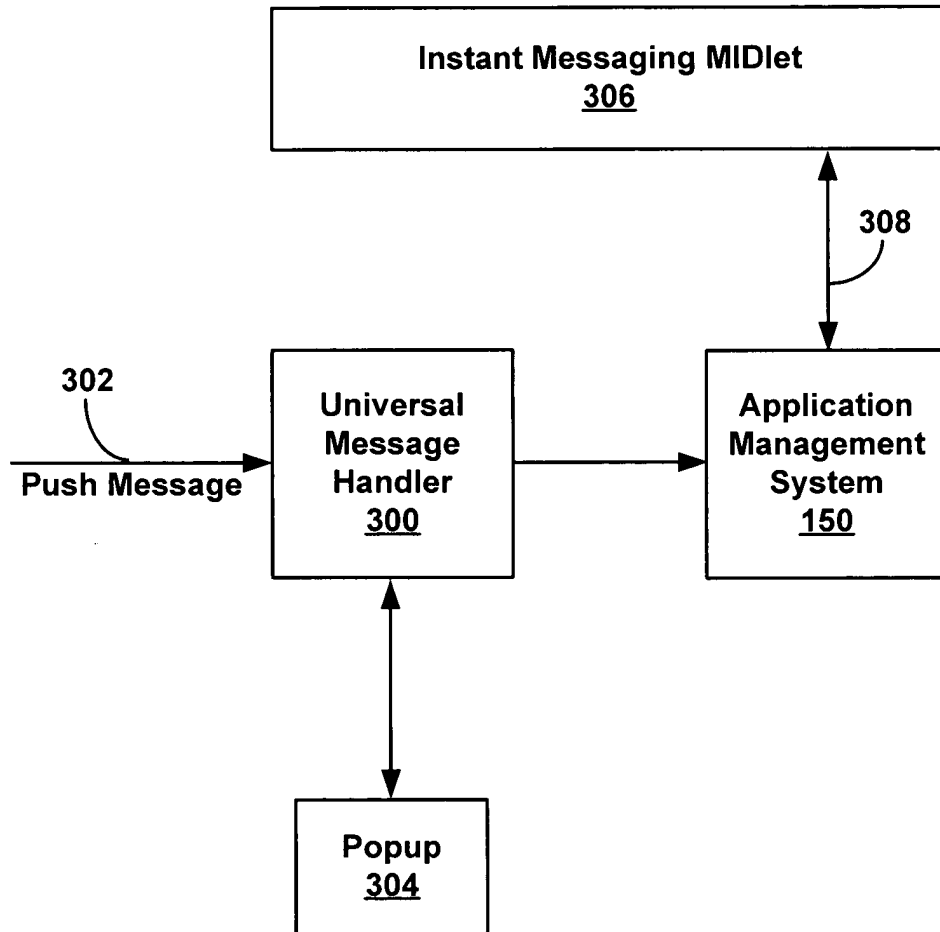 Instant Messaging MIDlet
306
308
302
Push Message
Universal
Message
Handler
300
Application
Management
System
150
Popup
304